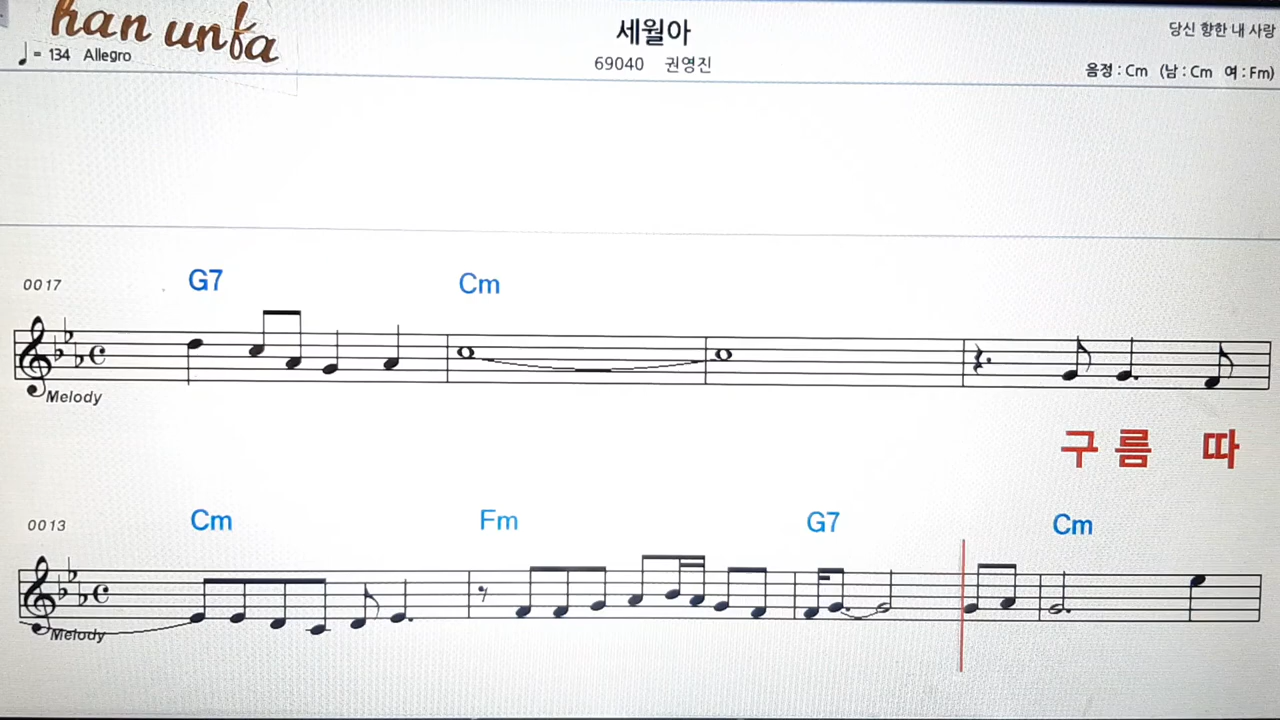 han unfa
♩= 134 Allegro
세월아
69040 권영진
당신 향한 내 사랑
음정 : Cm (남 : Cm 여 : Fm)
0017
G7 Cm
Melody
구 름 따
0013
Cm Fm G7 Cm
Melody